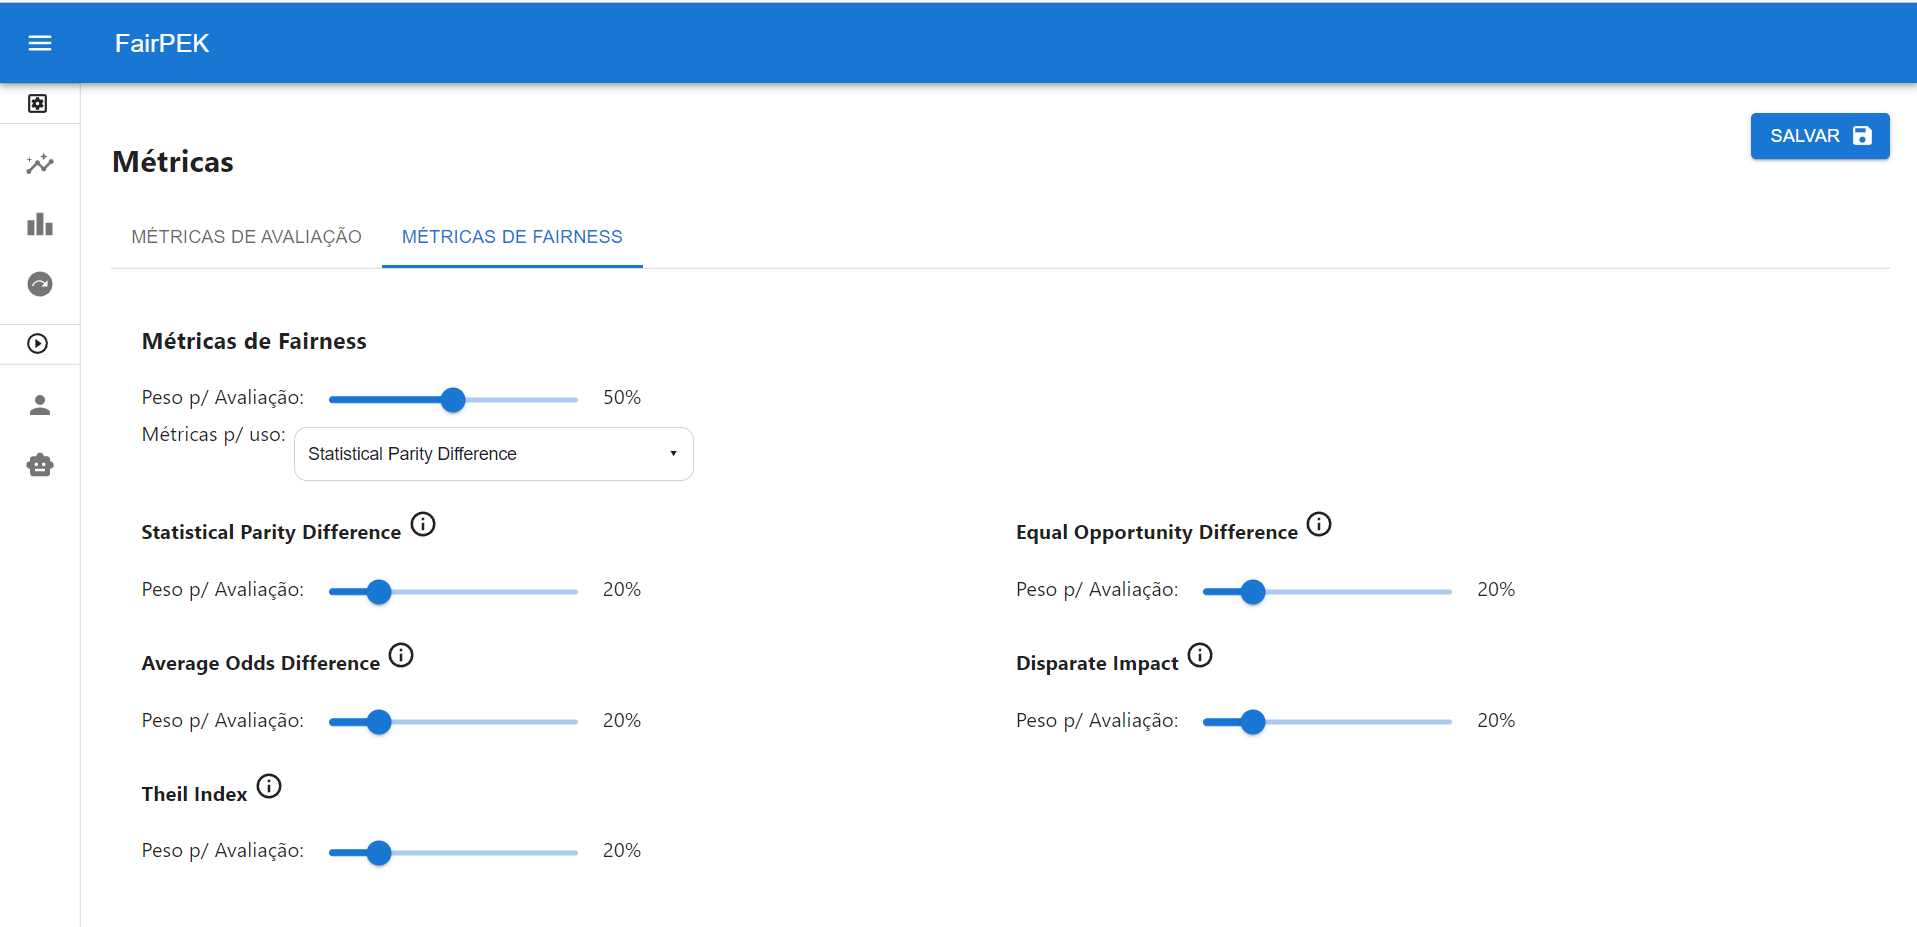 FairPEK
SALVAR
Métricas
MÉTRICAS DE AVALIAÇÃO MÉTRICAS DE FAIRNESS
Métricas de Fairness
Peso p/ Avaliação: 50%
Métricas p/ uso: Statistical Parity Difference
Statistical Parity Difference Equal Opportunity Difference
Peso p/ Avaliação: 20% Peso p/ Avaliação: 20%
Average Odds Difference Disparate Impact
Peso p/ Avaliação: 20% Peso p/ Avaliação: 20%
Theil Index
Peso p/ Avaliação: 20%